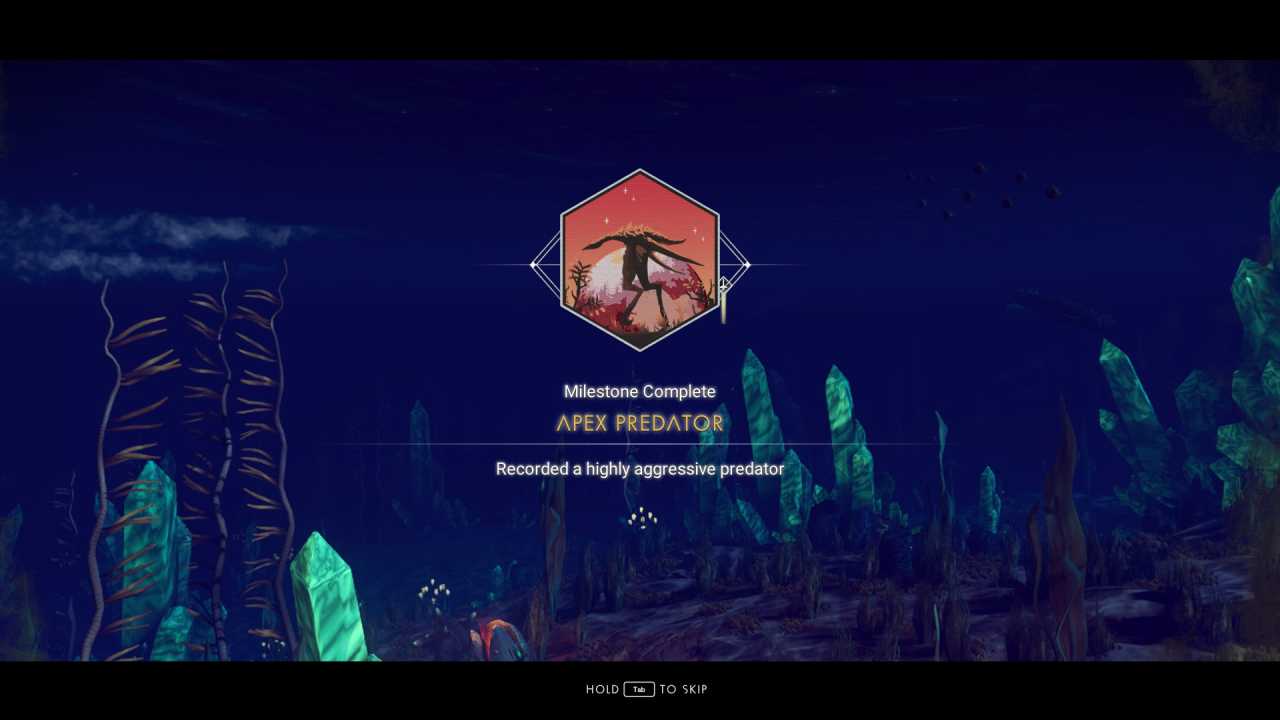 Milestone Complete
APEX PREDATOR
Recorded a highly aggressive predator
HOLD Tab TO SKIP